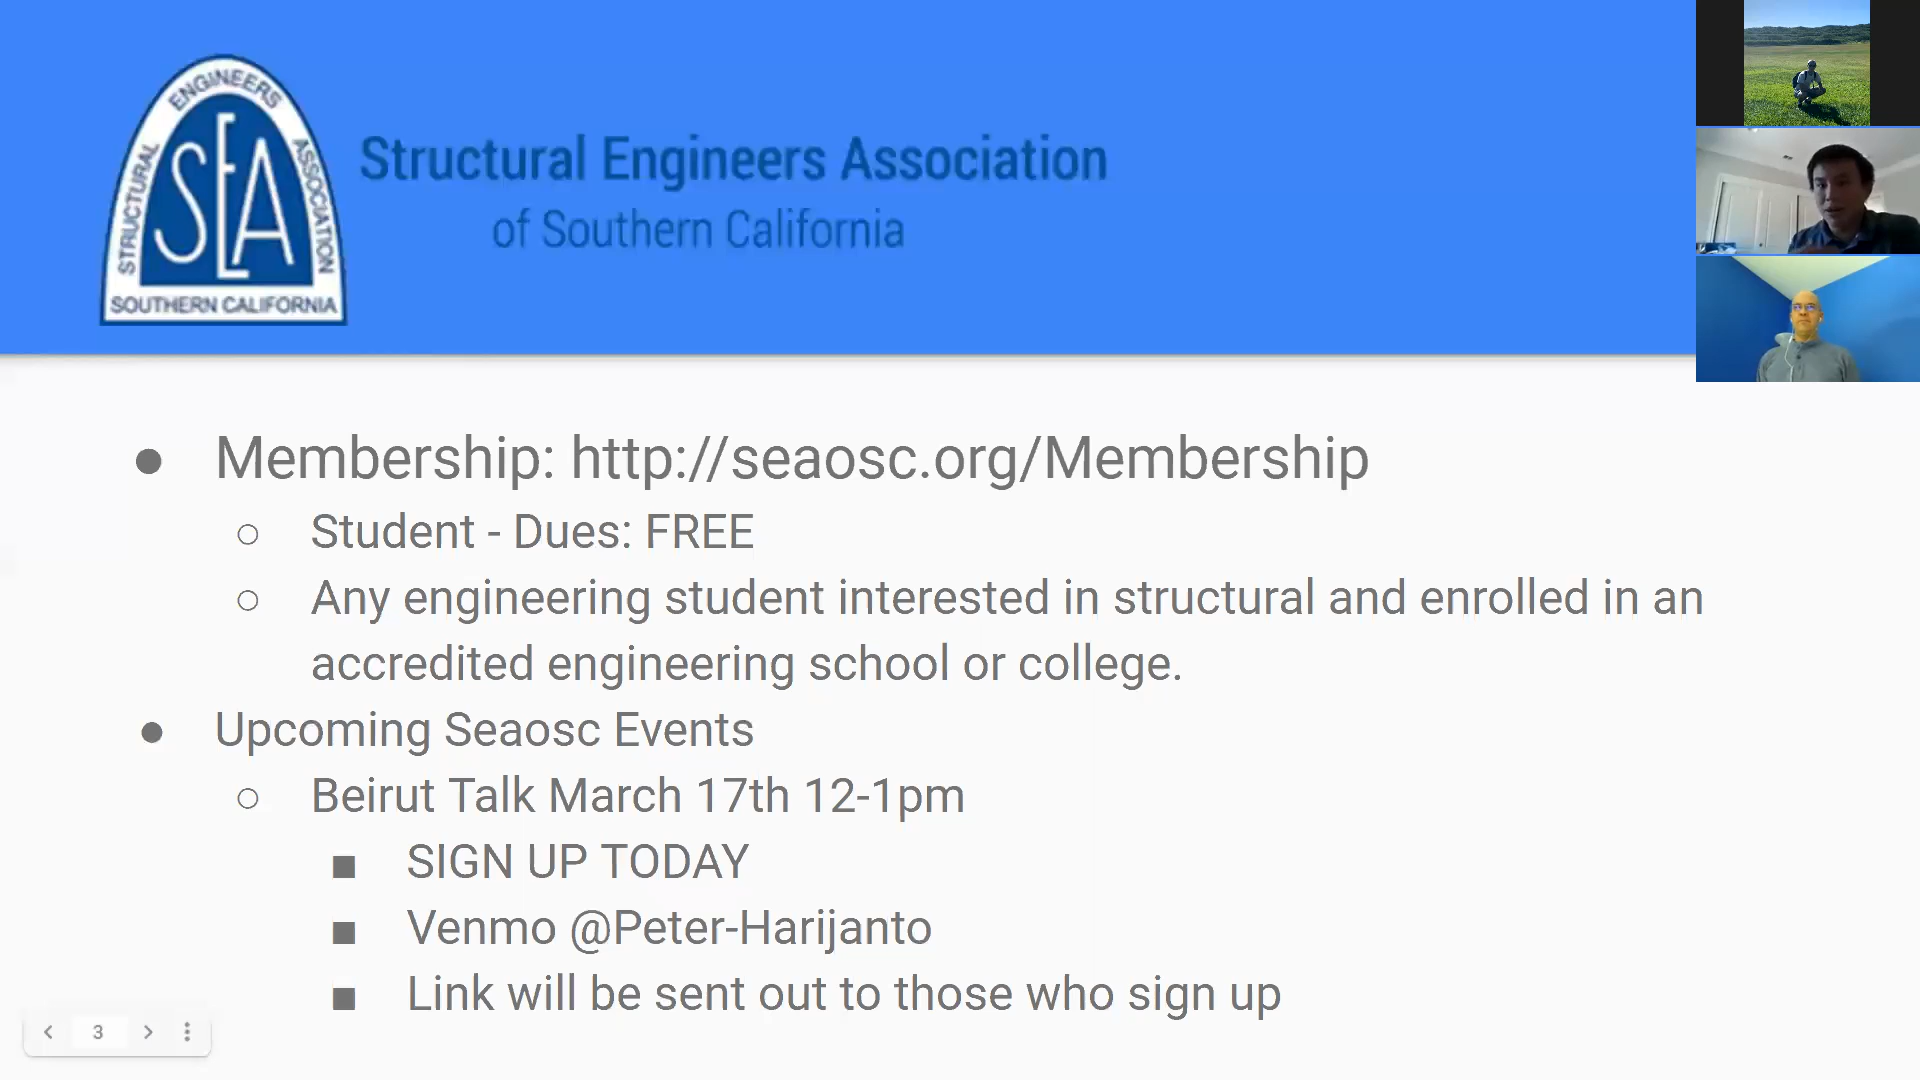 STRUCTURAL ENGINEERS ASSOCIATION
SEA
SOUTHERN CALIFORNIA
Structural Engineers Association
of Southern California
● Membership: http://seaosc.org/Membership
○ Student - Dues: FREE
○ Any engineering student interested in structural and enrolled in an
accredited engineering school or college.
● Upcoming Seaosc Events
○ Beirut Talk March 17th 12-1pm
■ SIGN UP TODAY
■ Venmo @Peter-Harijanto
■ Link will be sent out to those who sign up
3